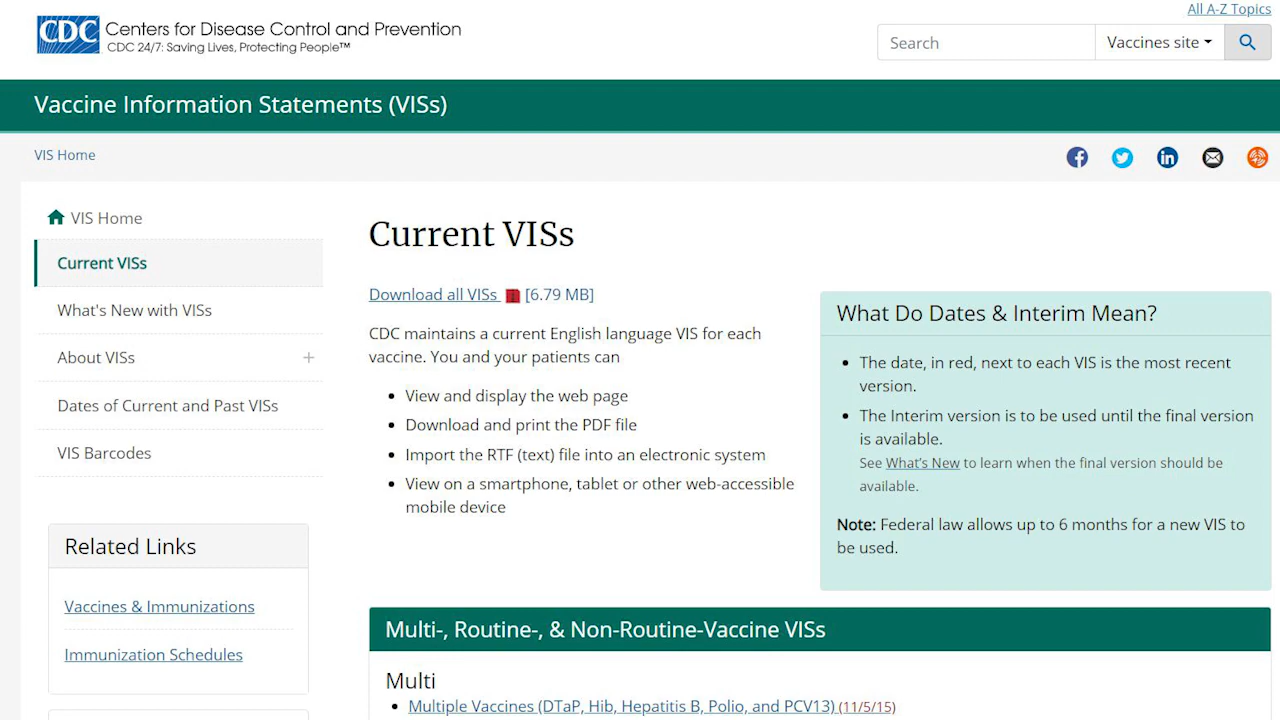 All A-Z Topics
CDC
Centers for Disease Control and Prevention
CDC 24/7: Saving Lives, Protecting People™
Search
Vaccines site
Vaccine Information Statements (VISs)
VIS Home
VIS Home
Current VISs
What's New with VISs
About VISs
Dates of Current and Past VISs
VIS Barcodes
Related Links
Vaccines & Immunizations
Immunization Schedules
Current VISs
Download all VISs [6.79 MB]
CDC maintains a current English language VIS for each
vaccine. You and your patients can
• View and display the web page
• Download and print the PDF file
• Import the RTF (text) file into an electronic system
• View on a smartphone, tablet or other web-accessible
mobile device
What Do Dates & Interim Mean?
• The date, in red, next to each VIS is the most recent
version.
• The Interim version is to be used until the final version
is available.
See What's New to learn when the final version should be
available.
Note: Federal law allows up to 6 months for a new VIS to
be used.
Multi-, Routine-, & Non-Routine-Vaccine VISs
Multi
• Multiple Vaccines (DTaP, Hib, Hepatitis B, Polio, and PCV13) (11/5/15)